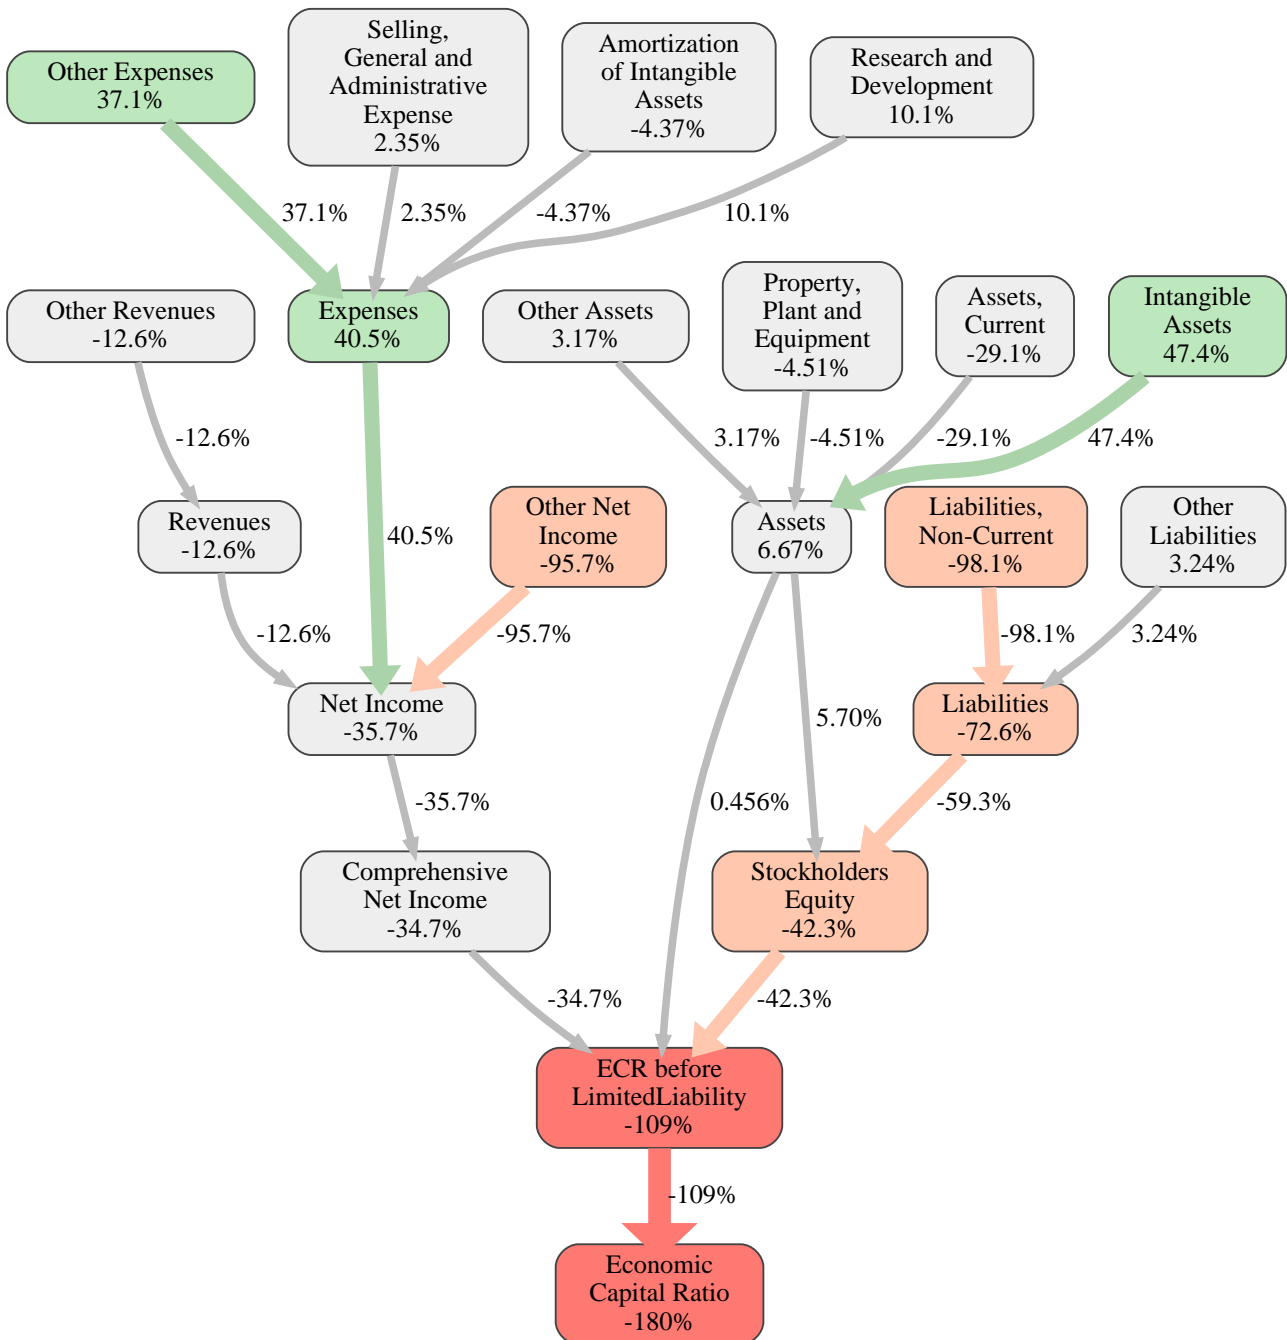 Other Expenses
37.1%
Selling,
General and
Administrative
Expense
2.35%
Amortization
of Intangible
Assets
-4.37%
Research and
Development
10.1%
37.1%
2.35%
-4.37%
10.1%
Other Revenues
-12.6%
Expenses
40.5%
Other Assets
3.17%
Property,
Plant and
Equipment
-4.51%
Assets,
Current
-29.1%
Intangible
Assets
47.4%
-12.6%
3.17%
-4.51%
-29.1%
47.4%
Revenues
-12.6%
40.5%
Other Net
Income
-95.7%
Assets
6.67%
Liabilities,
Non-Current
-98.1%
Other
Liabilities
3.24%
-12.6%
-95.7%
-98.1%
3.24%
Net Income
-35.7%
5.70%
Liabilities
-72.6%
-35.7%
0.456%
-59.3%
Comprehensive
Net Income
-34.7%
Stockholders
Equity
-42.3%
-34.7%
-42.3%
ECR before
LimitedLiability
-109%
-109%
Economic
Capital Ratio
-180%